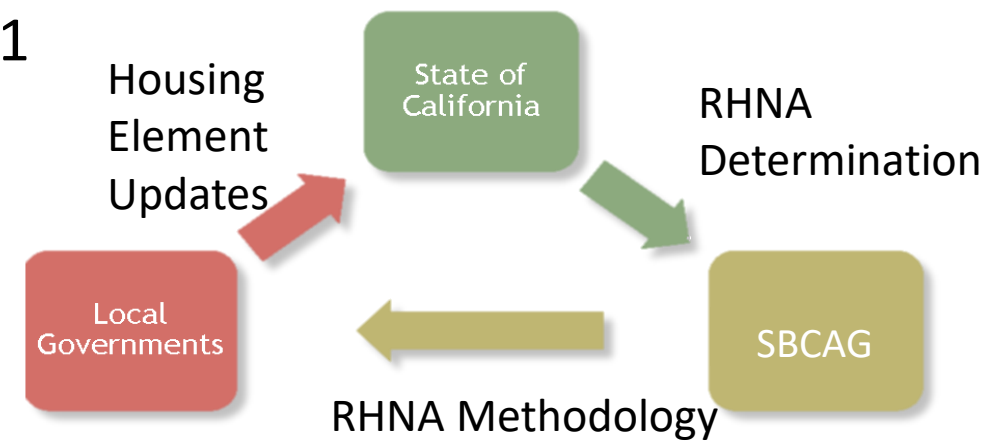 1
Housing
Element
Updates
State of
California
RHNA
Determination
Local
Governments
SBCAG
RHNA Methodology